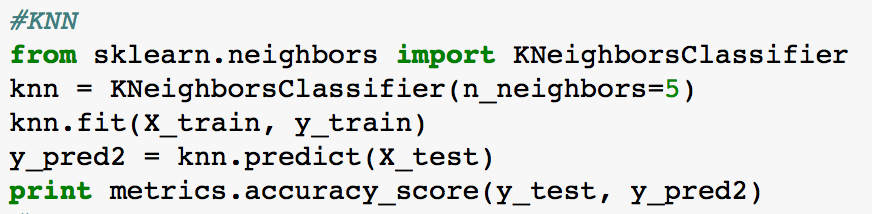 #KNN
from sklearn.neighbors import KNeighborsClassifier
knn = KNeighborsClassifier(n_neighbors=5)
knn.fit(X_train, y_train)
y_pred2 = knn.predict(X_test)
print metrics.accuracy_score(y_test, y_pred2)